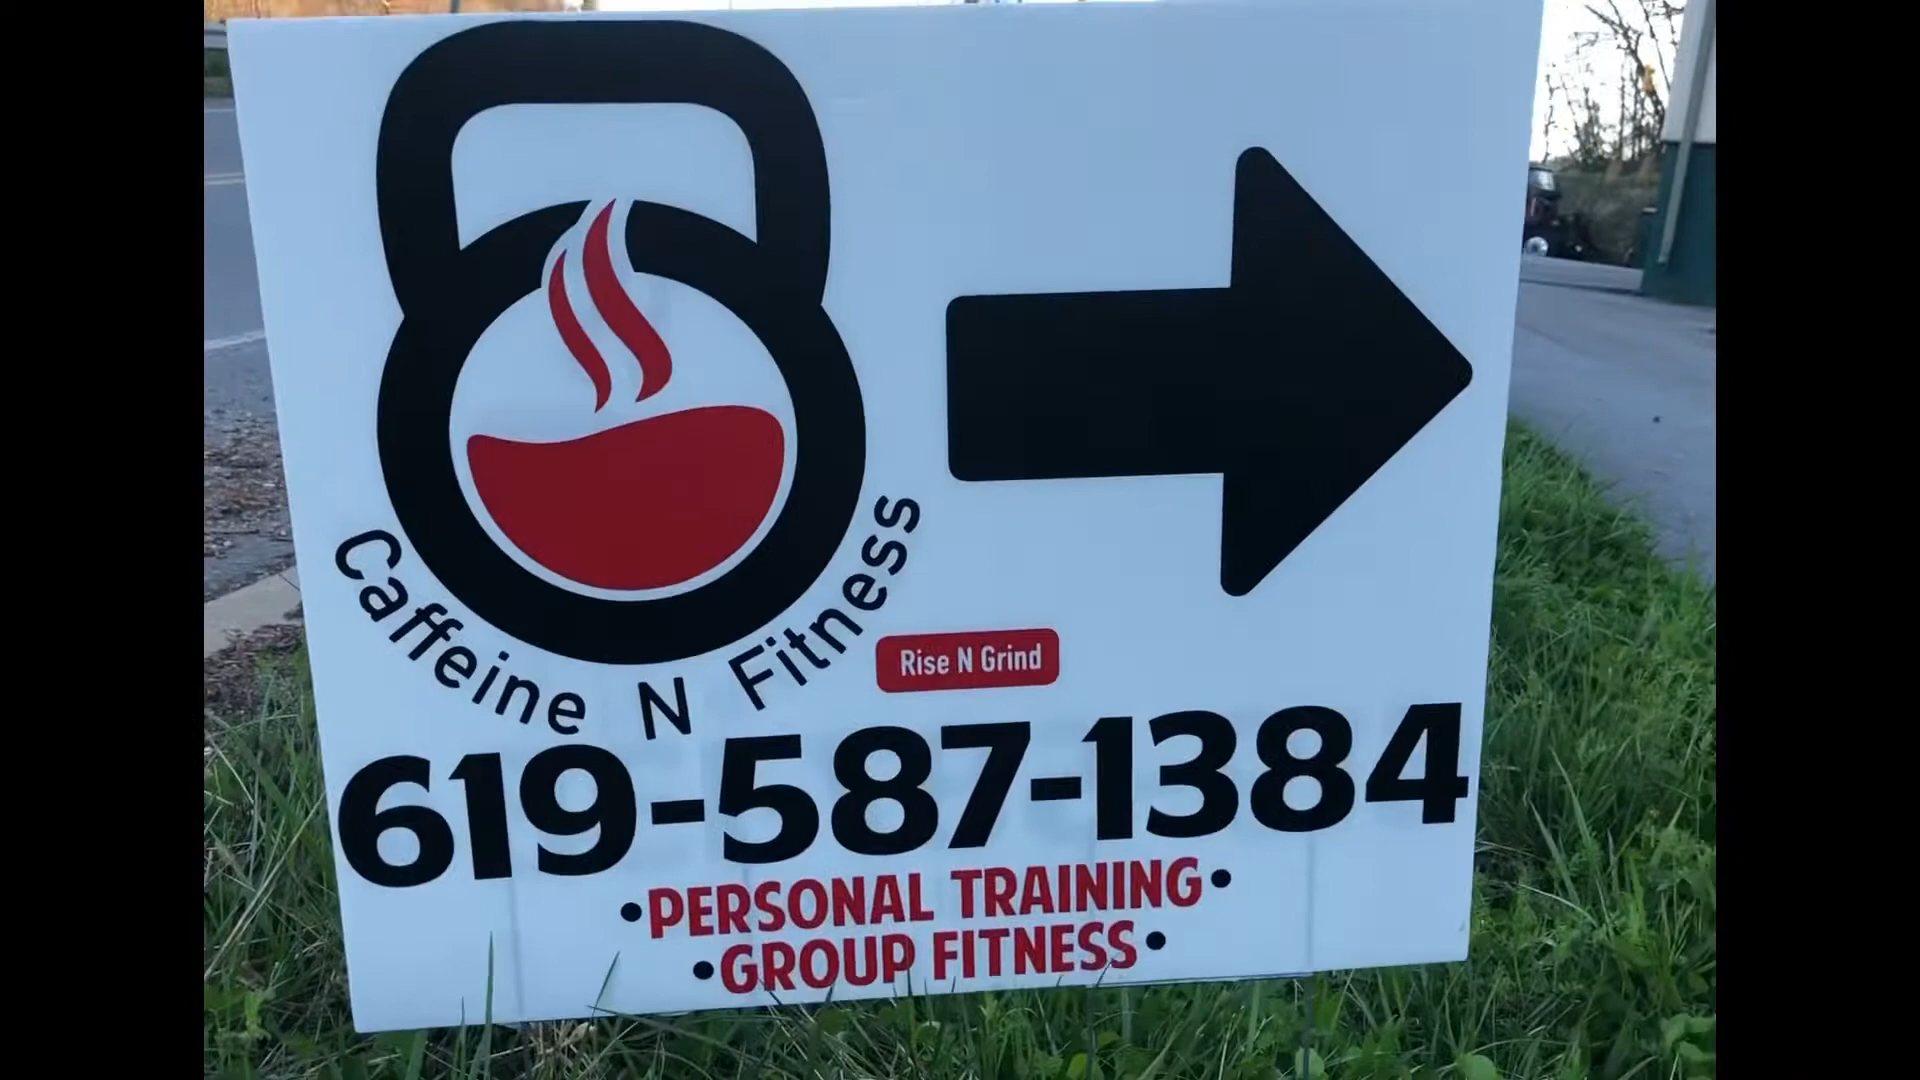 Caffeine N Fitness
Rise N Grind
619-587-1384
•PERSONAL TRAINING•
•GROUP FITNESS•